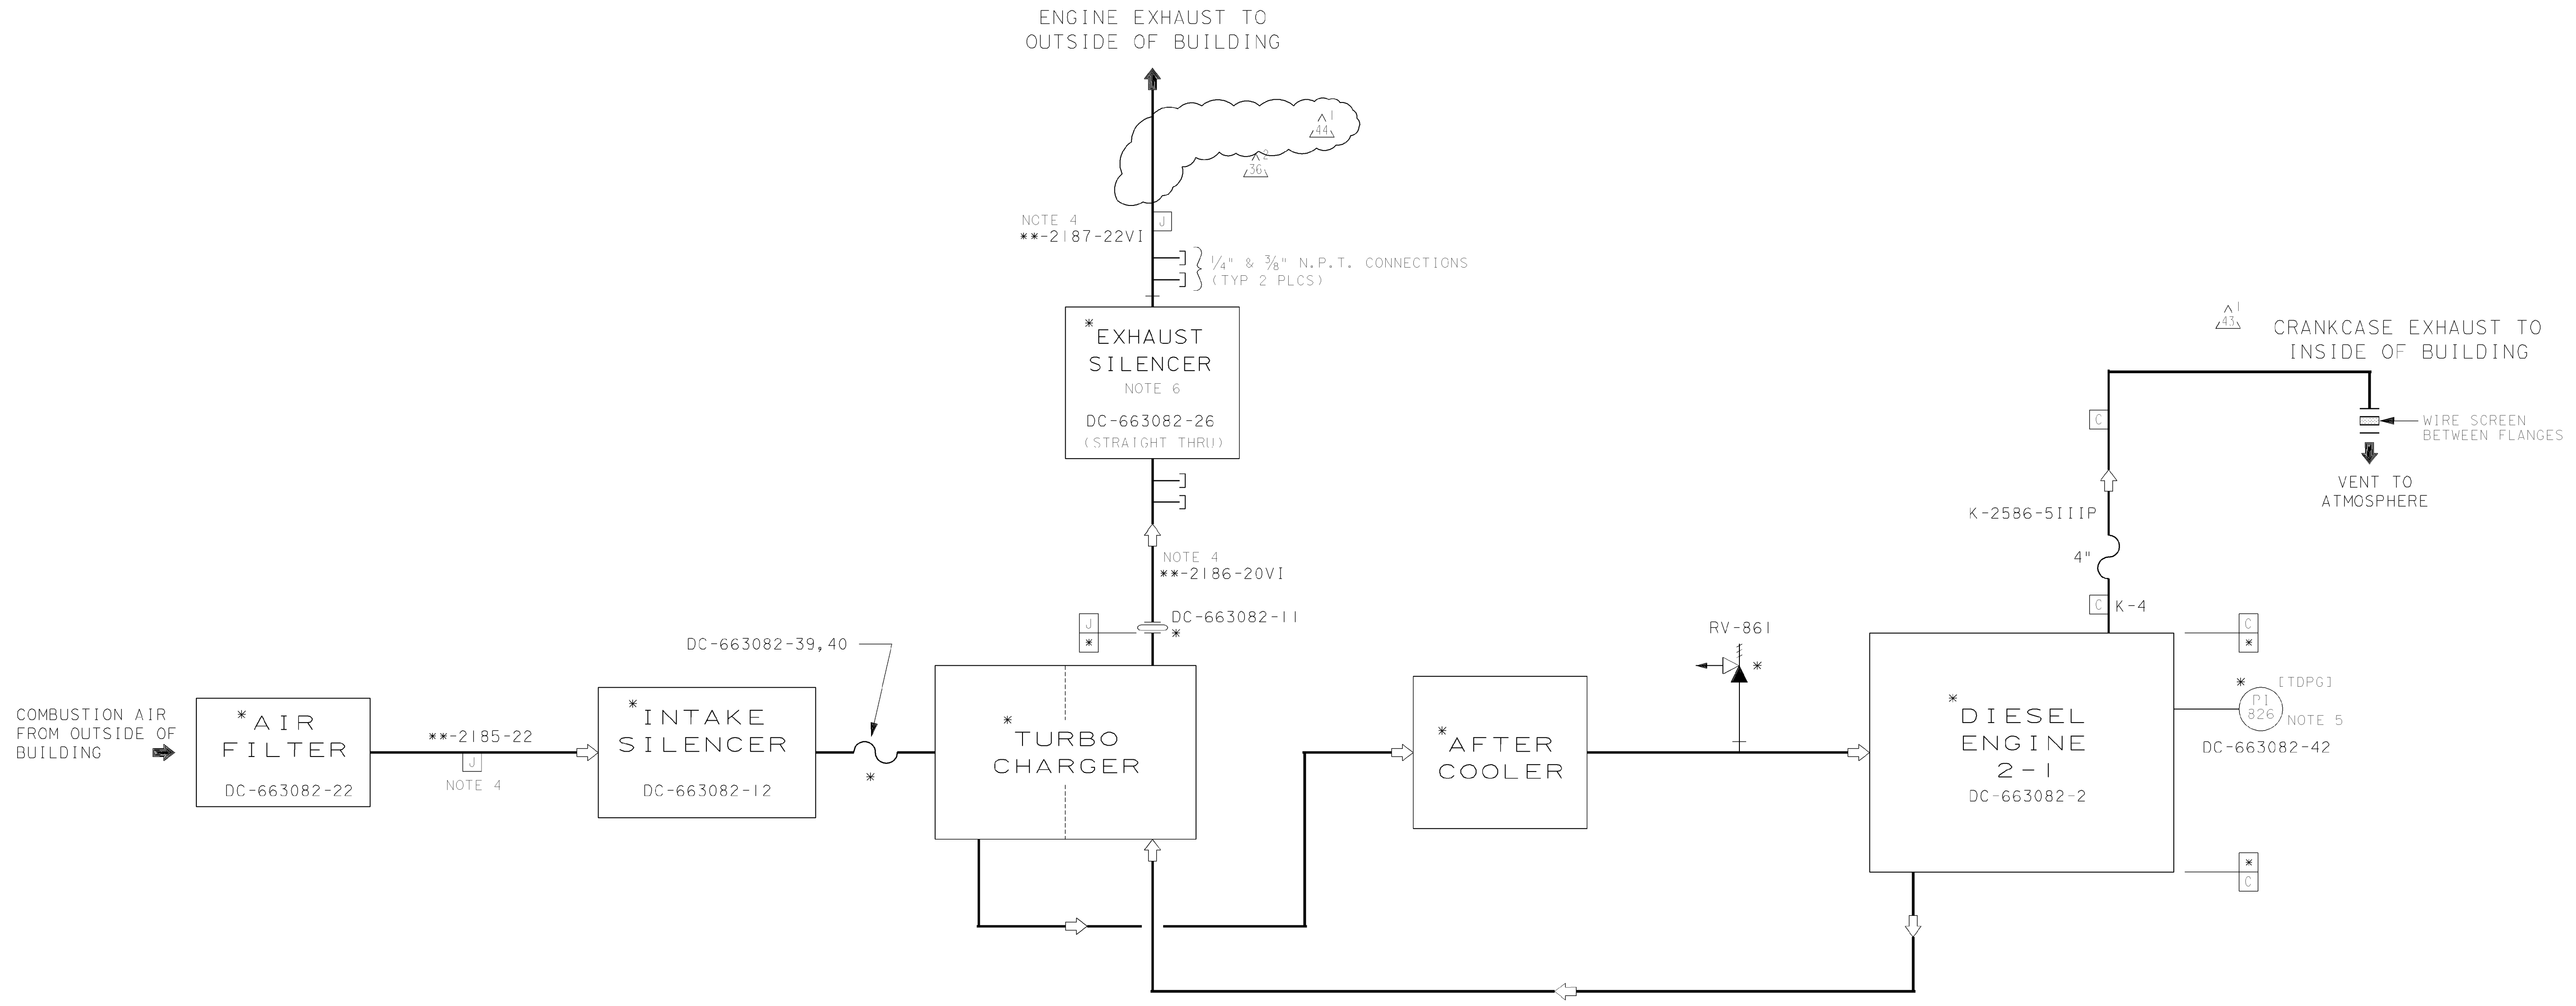 ENGINE EXHAUST TO
OUTSIDE OF BUILDING
1
44
2
36
NOTE 4
**-2187-22VI
J
1/4" & 3/8" N.P.T. CONNECTIONS
(TYP 2 PLCS)
*EXHAUST
SILENCER
NOTE 6
DC-663082-26
(STRAIGHT THRU)
1
43
CRANKCASE EXHAUST TO
INSIDE OF BUILDING
C
WIRE SCREEN
BETWEEN FLANGES
VENT TO
ATMOSPHERE
K-2586-5IIIP
4"
C
K-4
NOTE 4
**-2186-20VI
J
*
DC-663082-11
*
DC-663082-39,40
*
RV-861
*
C
*
COMBUSTION AIR
FROM OUTSIDE OF
BUILDING
*AIR
FILTER
DC-663082-22
**-2185-22
J
NOTE 4
*INTAKE
SILENCER
DC-663082-12
*TURBO
CHARGER
*AFTER
COOLER
*DIESEL
ENGINE
2-1
DC-663082-2
* [TDPG]
PI
826
NOTE 5
DC-663082-42
*
C